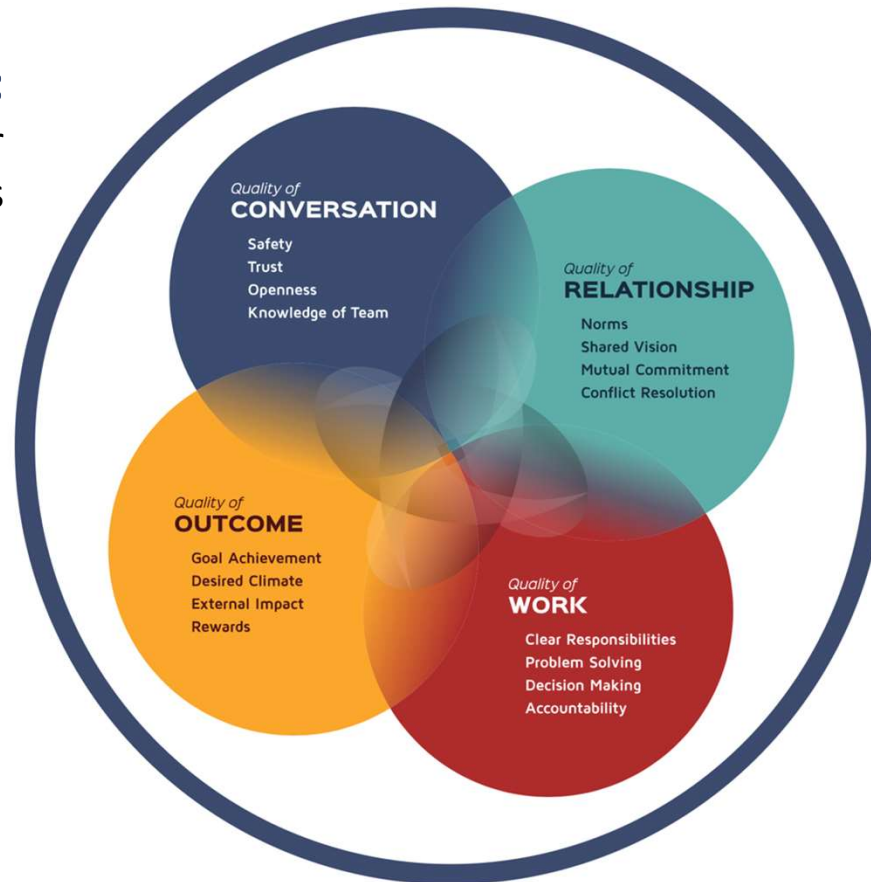 Quality of
CONVERSATION
Safety
Trust
Openness
Knowledge of Team
Quality of
RELATIONSHIP
Norms
Shared Vision
Mutual Commitment
Conflict Resolution
Quality of
OUTCOME
Goal Achievement
Desired Climate
External Impact
Rewards
Quality of
WORK
Clear Responsibilities
Problem Solving
Decision Making
Accountability